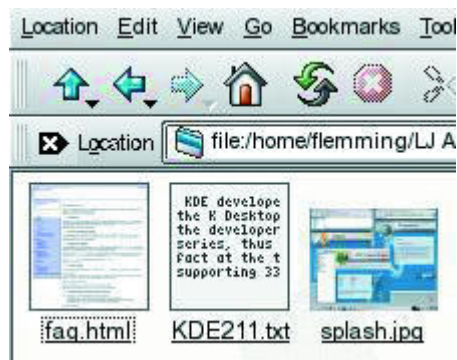 Location Edit View Go Bookmarks Tool
Location file:/home/flemming/LJ A
KDE develope
the K Desktop
the developer
series, thus
fact at the t
supporting 33
faq.html KDE211.txt splash.jpg